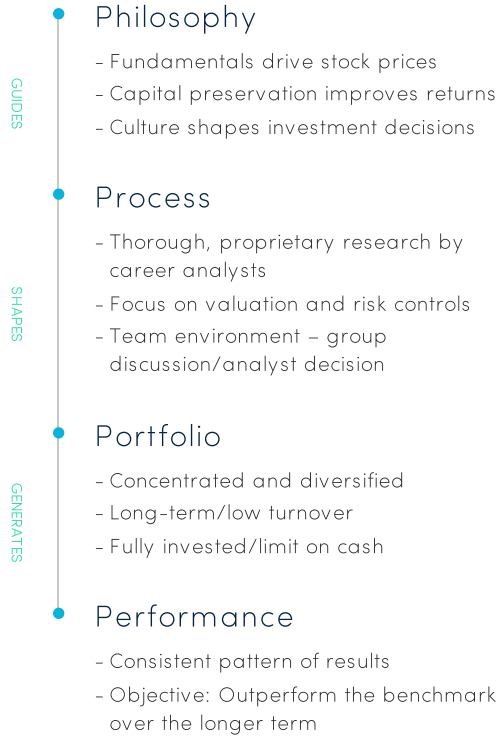 Philosophy
- Fundamentals drive stock prices
- Capital preservation improves returns
- Culture shapes investment decisions
GUIDES
Process
- Thorough, proprietary research by
career analysts
- Focus on valuation and risk controls
- Team environment – group
discussion/analyst decision
SHAPES
Portfolio
- Concentrated and diversified
- Long-term/low turnover
- Fully invested/limit on cash
GENERATES
Performance
- Consistent pattern of results
- Objective: Outperform the benchmark
over the longer term